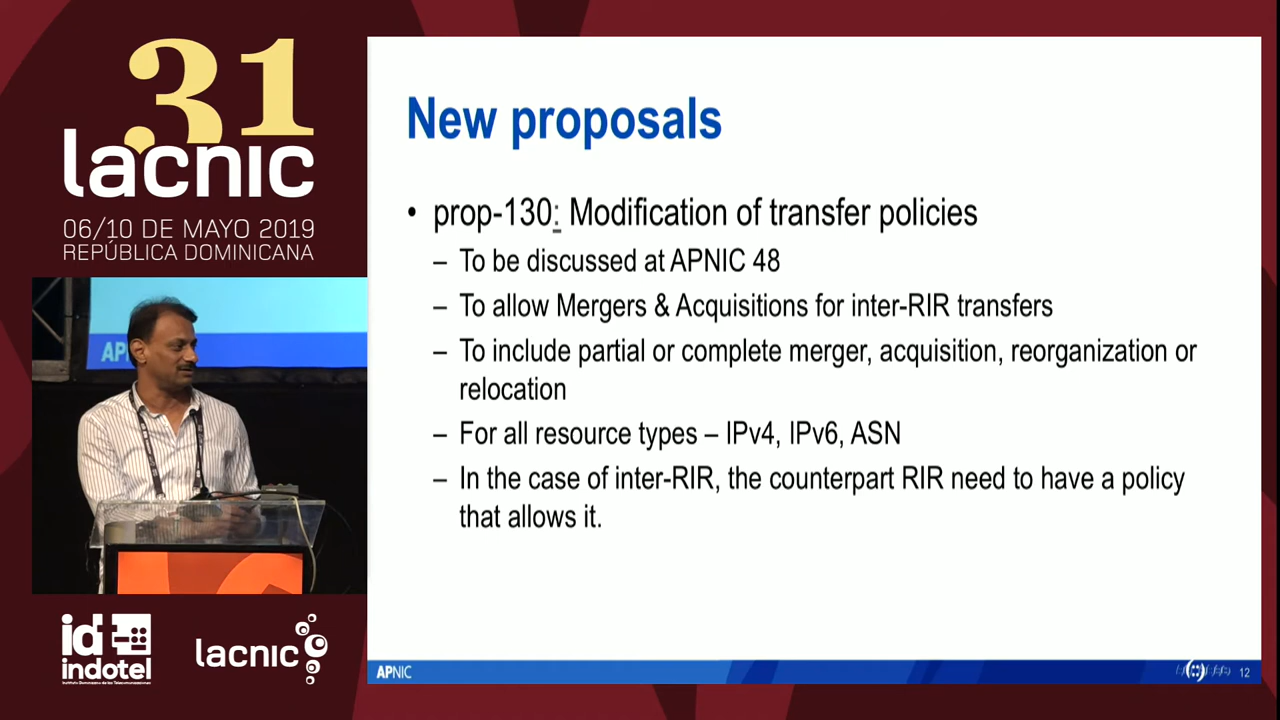 31
lacnic
06/10 DE MAYO 2019
REPÚBLICA DOMINICANA
AP
id
indotel
lacnic
New proposals
• prop-130: Modification of transfer policies
– To be discussed at APNIC 48
– To allow Mergers & Acquisitions for inter-RIR transfers
– To include partial or complete merger, acquisition, reorganization or
relocation
– For all resource types – IPv4, IPv6, ASN
– In the case of inter-RIR, the counterpart RIR need to have a policy
that allows it.
APNIC
12